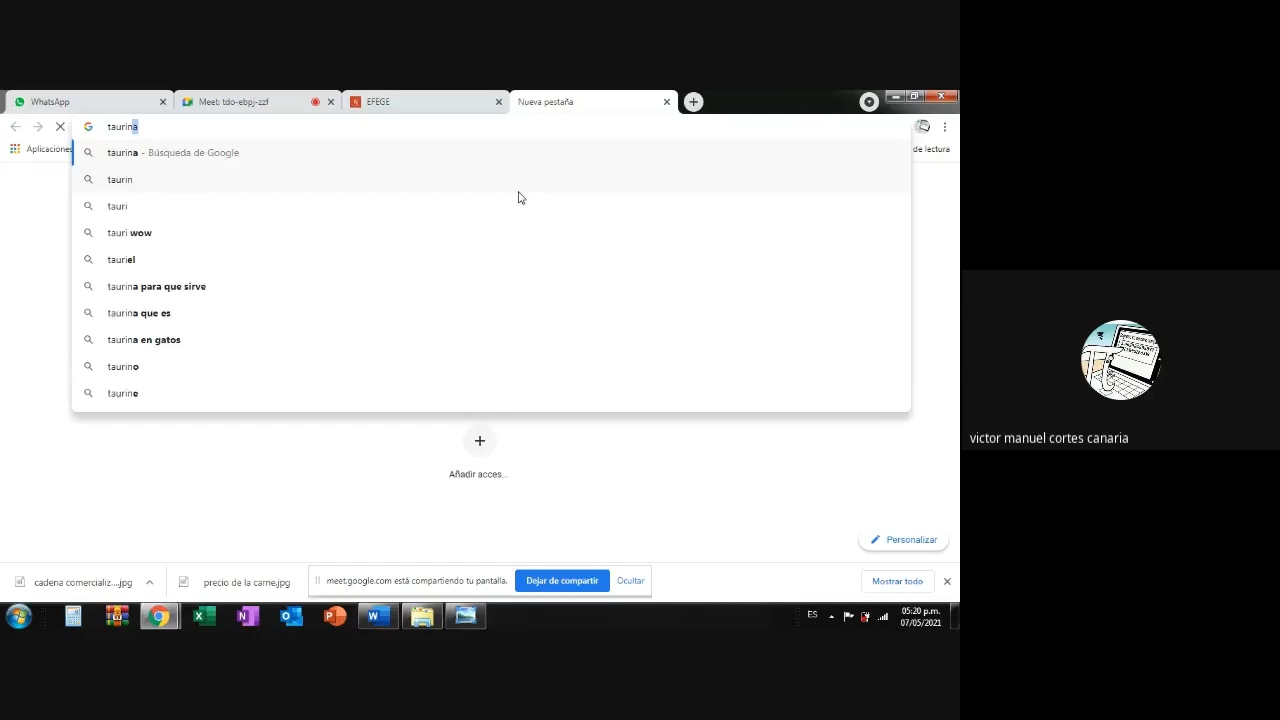 WhatsApp
Meet: tdo-ebpj-zzf
EFEGE
Nueva pestaña
taurina
Aplicaciones
de lectura
taurina - Búsqueda de Google
taurin
tauri
tauri wow
tauriel
taurina para que sirve
taurina que es
taurina en gatos
taurino
taurine
Añadir acces...
Personalizar
cadena comercializ....jpg
precio de la carne.jpg
meet.google.com está compartiendo tu pantalla.
Dejar de compartir
Ocultar
Mostrar todo
ES
05:20 p.m.
07/05/2021
victor manuel cortes canaria